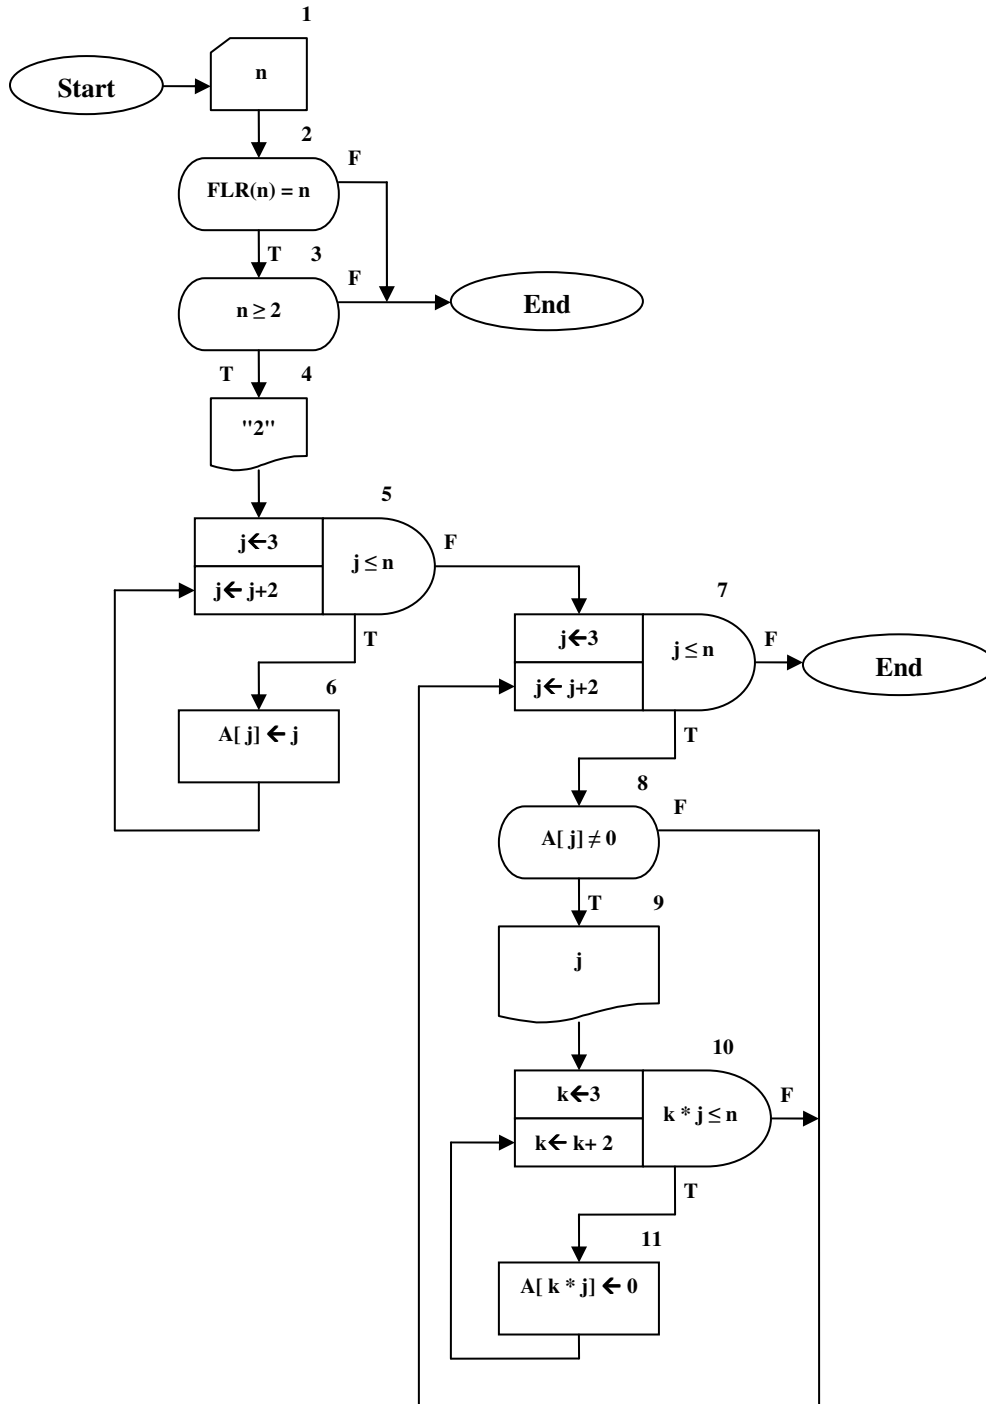 1
Start
n
2
F
FLR(n) = n
T
3
F
n ≥ 2
End
T
4
"2"
5
j←3
j ≤ n
F
j← j+2
T
7
j←3
j ≤ n
F
End
j← j+2
6
T
A[ j] ← j
8
F
A[ j] ≠ 0
T
9
j
10
k←3
k * j ≤ n
F
k← k+ 2
T
11
A[ k * j] ← 0